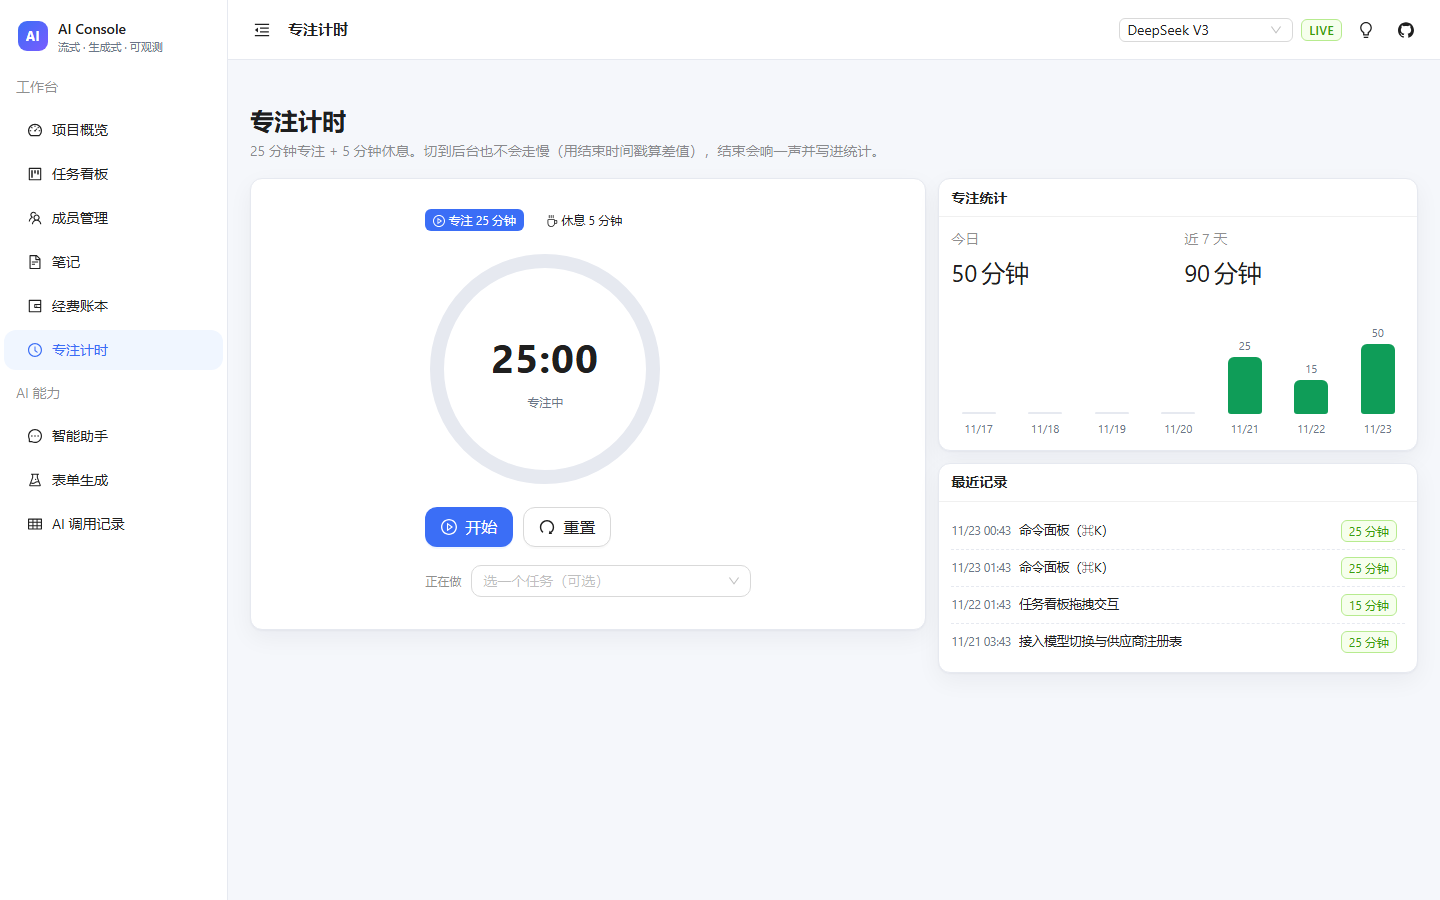 AI
AI Console
流式 · 生成式 · 可观测
工作台
项目概览
任务看板
成员管理
笔记
经费账本
专注计时
AI 能力
智能助手
表单生成
AI 调用记录
专注计时
DeepSeek V3
LIVE
专注计时
25 分钟专注 + 5 分钟休息。切到后台也不会走慢（用结束时间戳算差值），结束会响一声并写进统计。
专注 25 分钟
休息 5 分钟
25:00
专注中
开始
重置
正在做
选一个任务（可选）
专注统计
今日
50 分钟
近 7 天
90 分钟
25
15
50
11/17
11/18
11/19
11/20
11/21
11/22
11/23
最近记录
11/23 00:43 命令面板（⌘K） 25 分钟
11/23 01:43 命令面板（⌘K） 25 分钟
11/22 01:43 任务看板拖拽交互 15 分钟
11/21 03:43 接入模型切换与供应商注册表 25 分钟